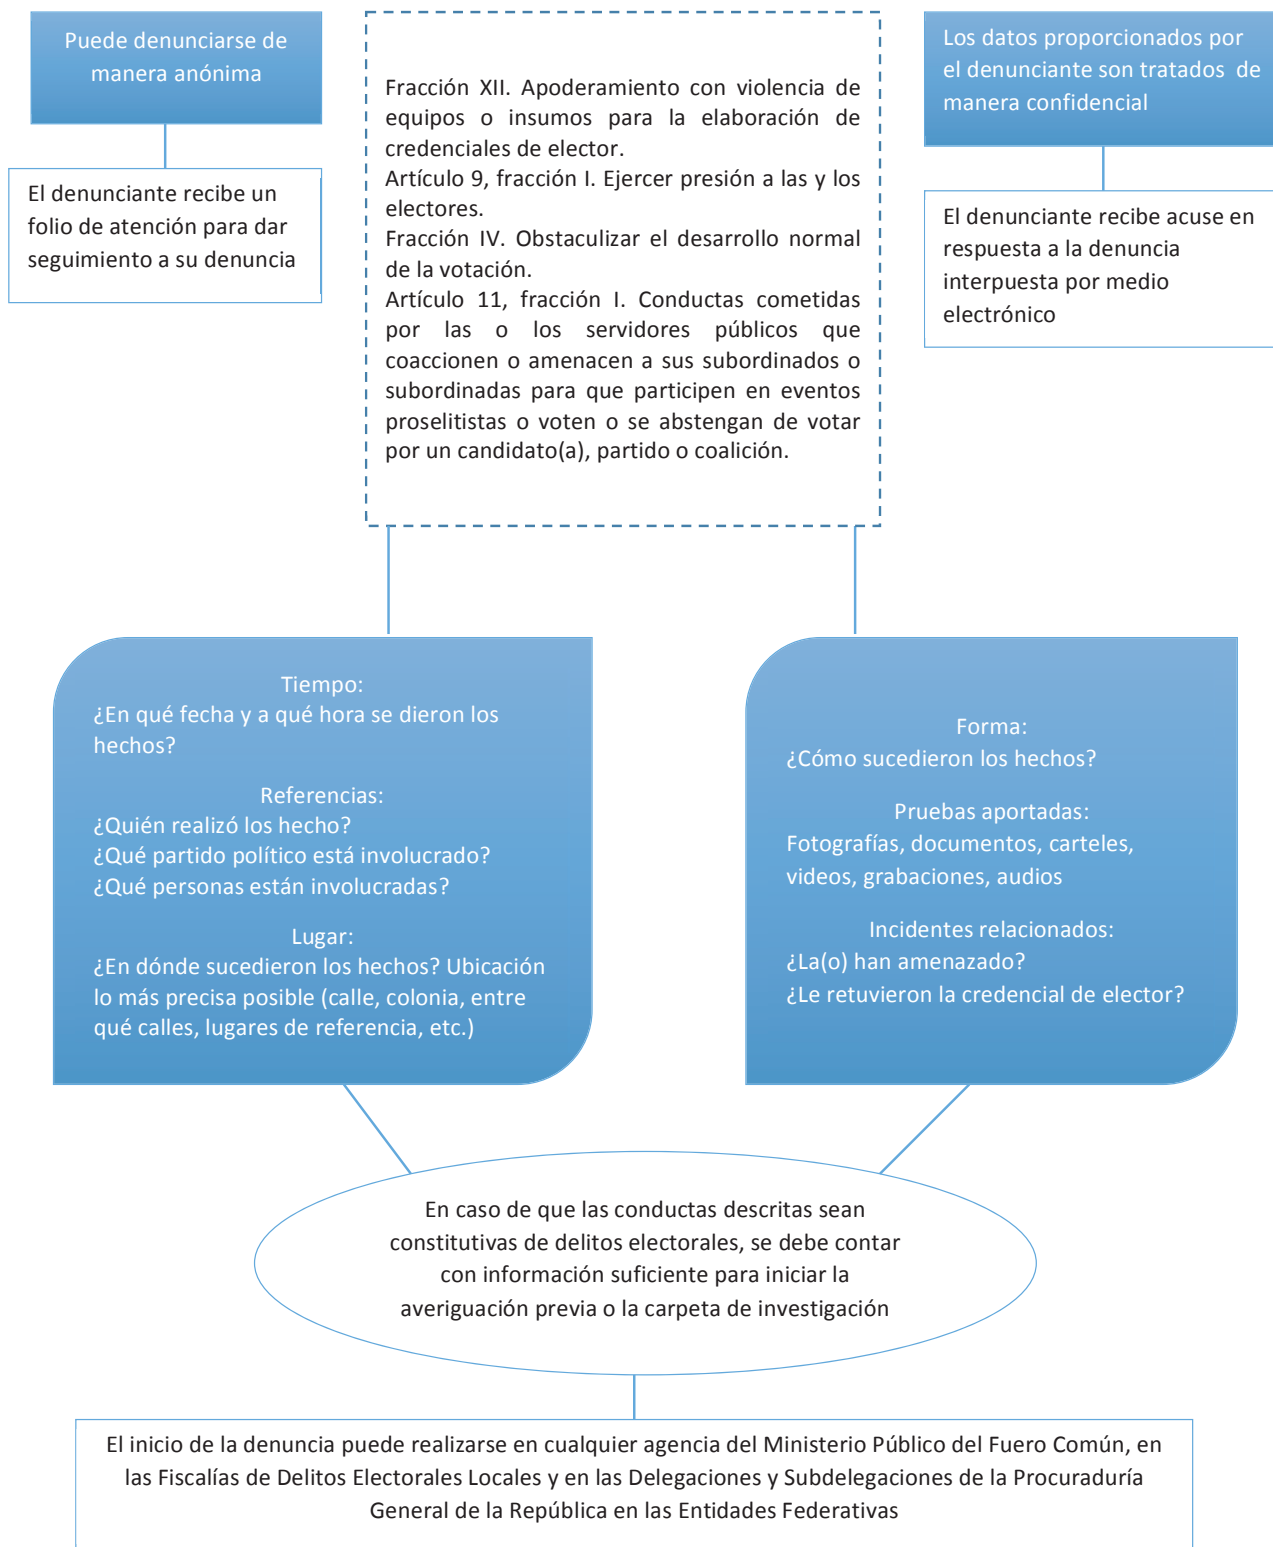 Puede denunciarse de
manera anónima
El denunciante recibe un
folio de atención para dar
seguimiento a su denuncia
Fracción XII. Apoderamiento con violencia de
equipos o insumos para la elaboración de
credenciales de elector.
Artículo 9, fracción I. Ejercer presión a las y los
electores.
Fracción IV. Obstaculizar el desarrollo normal
de la votación.
Artículo 11, fracción I. Conductas cometidas
por las o los servidores públicos que
coaccionen o amenacen a sus subordinados o
subordinadas para que participen en eventos
proselitistas o voten o se abstengan de votar
por un candidato(a), partido o coalición.
Los datos proporcionados por
el denunciante son tratados de
manera confidencial
El denunciante recibe acuse en
respuesta a la denuncia
interpuesta por medio
electrónico
Tiempo:
¿En qué fecha y a qué hora se dieron los
hechos?
Referencias:
¿Quién realizó los hecho?
¿Qué partido político está involucrado?
¿Qué personas están involucradas?
Lugar:
¿En dónde sucedieron los hechos? Ubicación
lo más precisa posible (calle, colonia, entre
qué calles, lugares de referencia, etc.)
Forma:
¿Cómo sucedieron los hechos?
Pruebas aportadas:
Fotografías, documentos, carteles,
videos, grabaciones, audios
Incidentes relacionados:
¿La(o) han amenazado?
¿Le retuvieron la credencial de elector?
En caso de que las conductas descritas sean
constitutivas de delitos electorales, se debe contar
con información suficiente para iniciar la
averiguación previa o la carpeta de investigación
El inicio de la denuncia puede realizarse en cualquier agencia del Ministerio Público del Fuero Común, en
las Fiscalías de Delitos Electorales Locales y en las Delegaciones y Subdelegaciones de la Procuraduría
General de la República en las Entidades Federativas